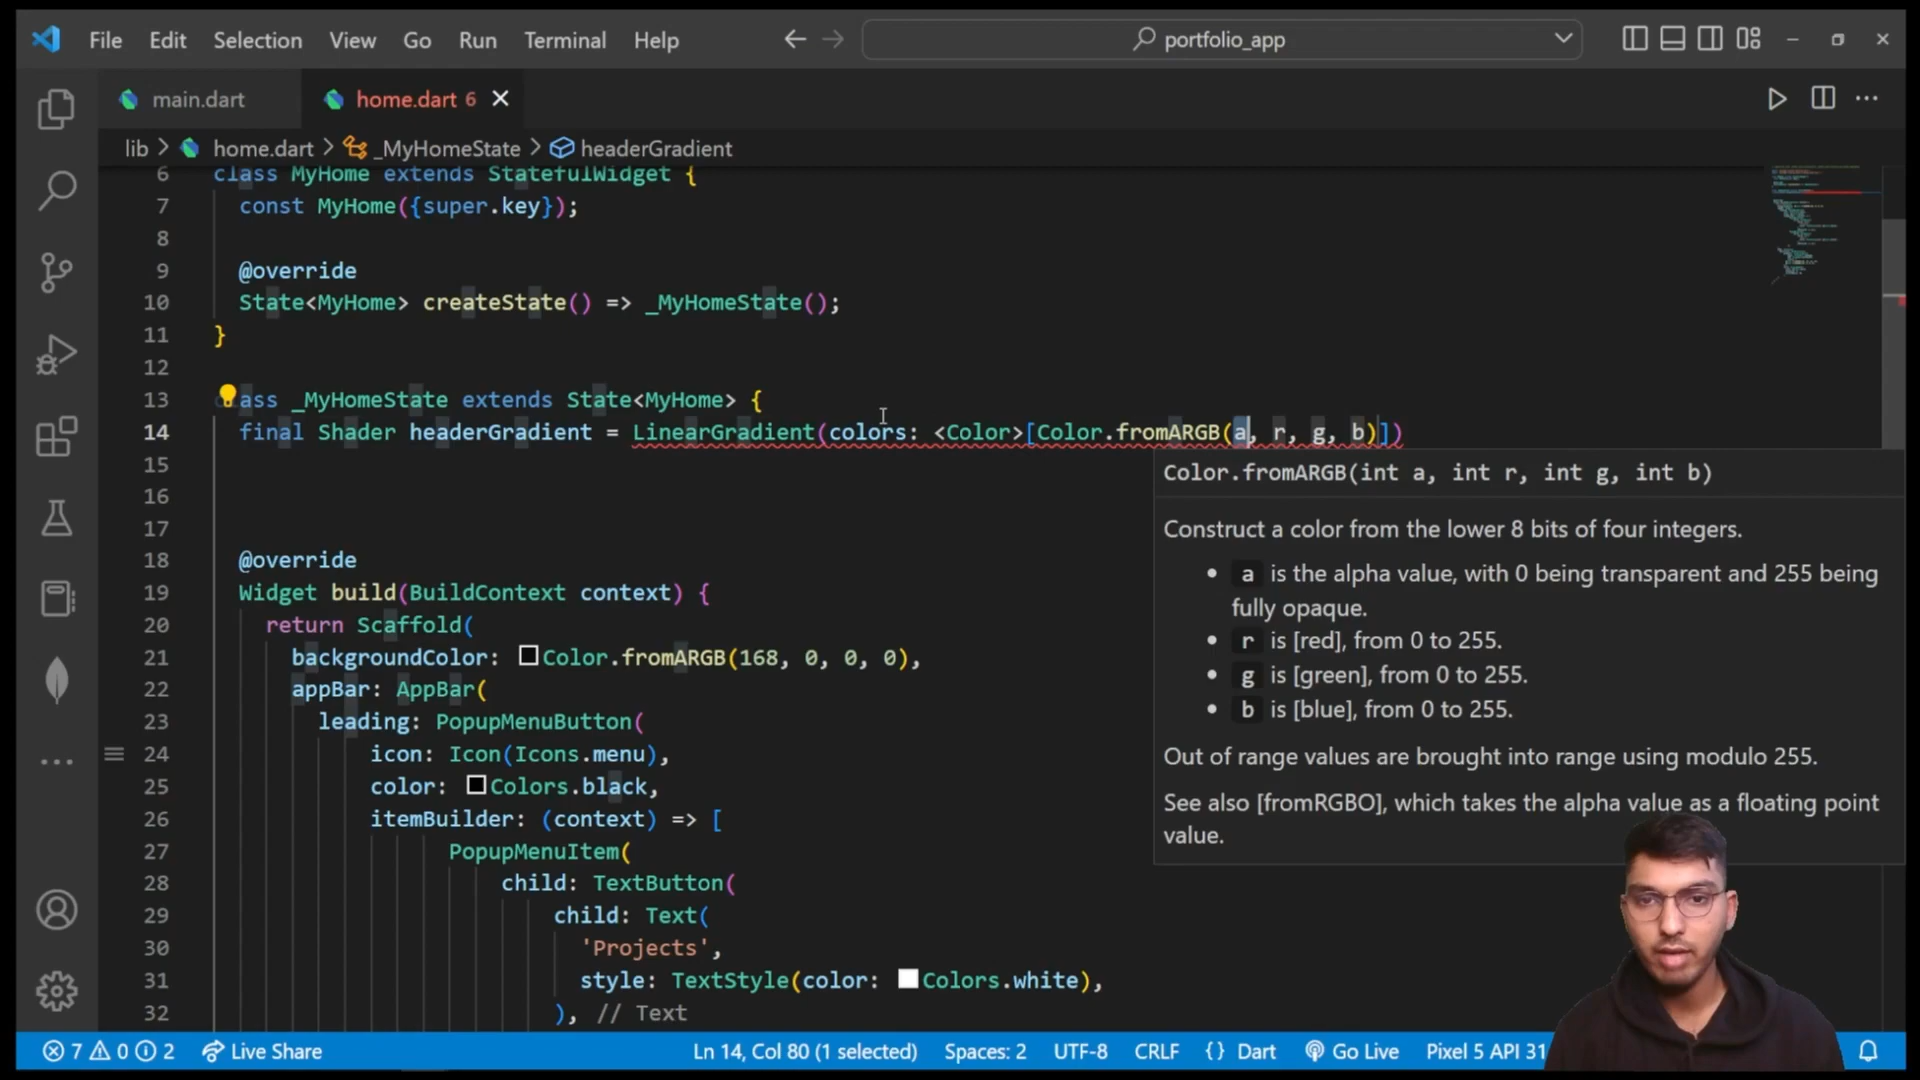 File Edit Selection View Go Run Terminal Help
portfolio_app
main.dart
home.dart 6
lib > home.dart > _MyHomeState > headerGradient
6 class MyHome extends StatefulWidget {
7 const MyHome({super.key});
8
9 @override
10 State<MyHome> createState() => _MyHomeState();
11 }
12
13 ass _MyHomeState extends State<MyHome> {
14 final Shader headerGradient = LinearGradient(colors: <Color>[Color.fromARGB(a, r, g, b)])
15
16
17
18 @override
19 Widget build(BuildContext context) {
20 return Scaffold(
21 backgroundColor: Color.fromARGB(168, 0, 0, 0),
22 appBar: AppBar(
23 leading: PopupMenuButton(
24 icon: Icon(Icons.menu),
25 color: Colors.black,
26 itemBuilder: (context) => [
27 PopupMenuItem(
28 child: TextButton(
29 child: Text(
30 'Projects',
31 style: TextStyle(color: Colors.white),
32 ), // Text
Color.fromARGB(int a, int r, int g, int b)
Construct a color from the lower 8 bits of four integers.
• a is the alpha value, with 0 being transparent and 255 being
fully opaque.
• r is [red], from 0 to 255.
• g is [green], from 0 to 255.
• b is [blue], from 0 to 255.
Out of range values are brought into range using modulo 255.
See also [fromRGBO], which takes the alpha value as a floating point
value.
7 0 2 Live Share Ln 14, Col 80 (1 selected) Spaces: 2 UTF-8 CRLF {} Dart Go Live Pixel 5 API 31